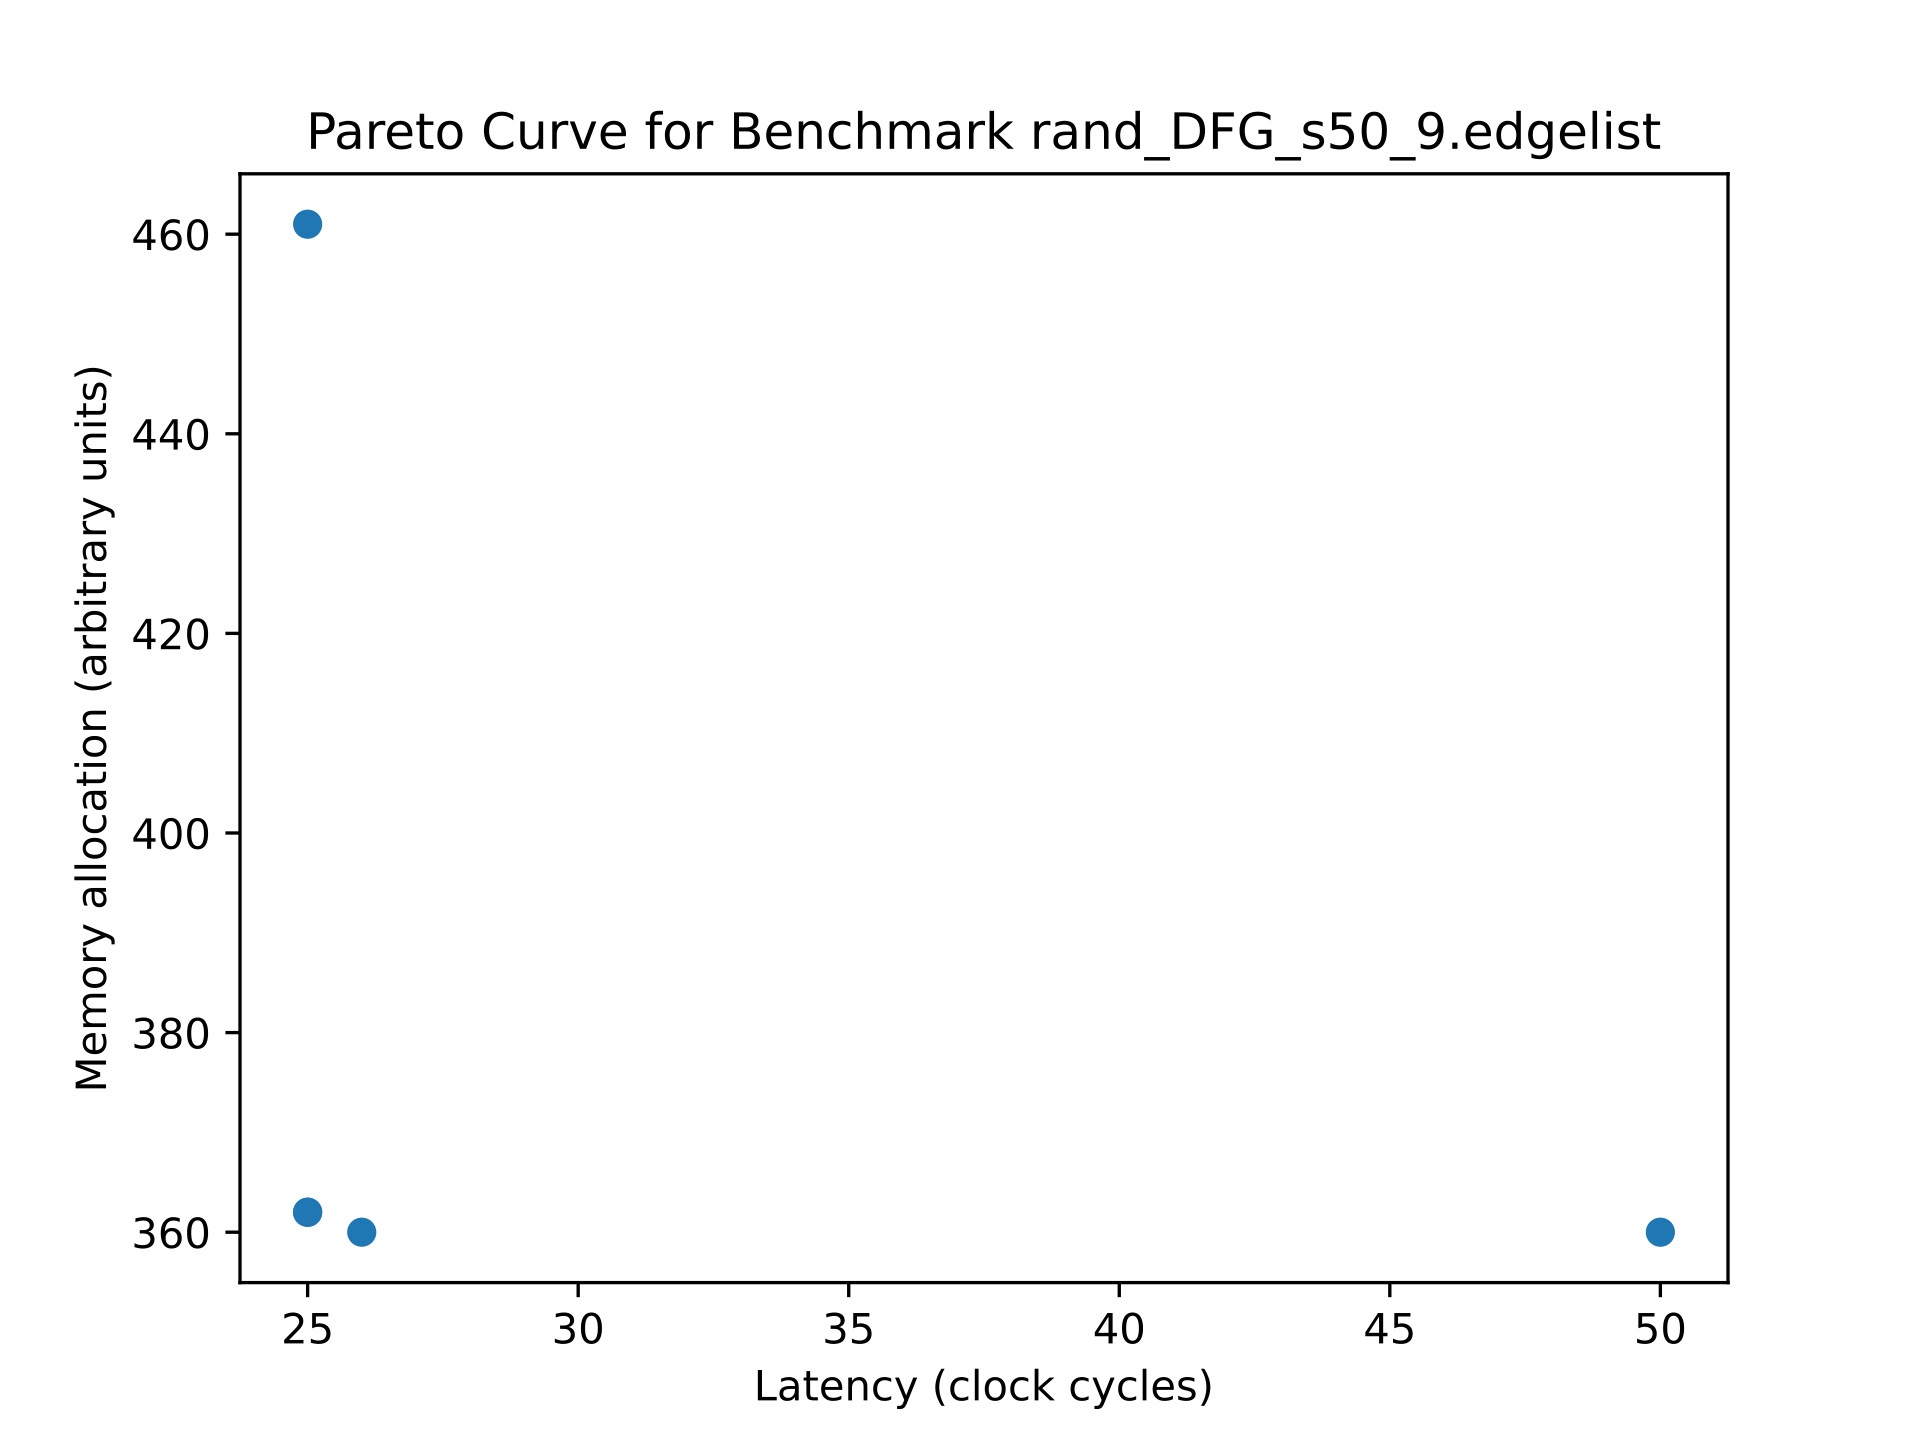 Pareto Curve for Benchmark rand_DFG_s50_9.edgelist
Memory allocation (arbitrary units)
460
440
420
400
380
360
25 30 35 40 45 50
Latency (clock cycles)